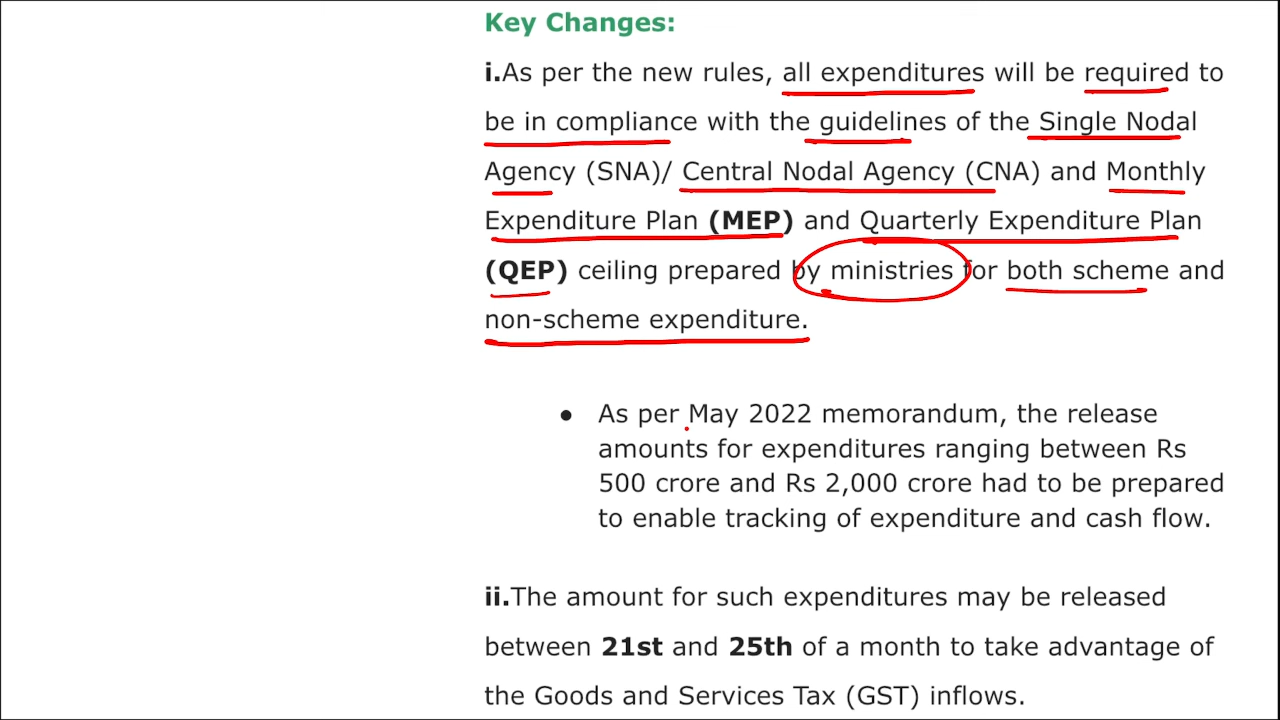 Key Changes:
i.As per the new rules, all expenditures will be required to
be in compliance with the guidelines of the Single Nodal
Agency (SNA)/ Central Nodal Agency (CNA) and Monthly
Expenditure Plan (MEP) and Quarterly Expenditure Plan
(QEP) ceiling prepared by ministries for both scheme and
non-scheme expenditure.
● As per May 2022 memorandum, the release
amounts for expenditures ranging between Rs
500 crore and Rs 2,000 crore had to be prepared
to enable tracking of expenditure and cash flow.
ii.The amount for such expenditures may be released
between 21st and 25th of a month to take advantage of
the Goods and Services Tax (GST) inflows.